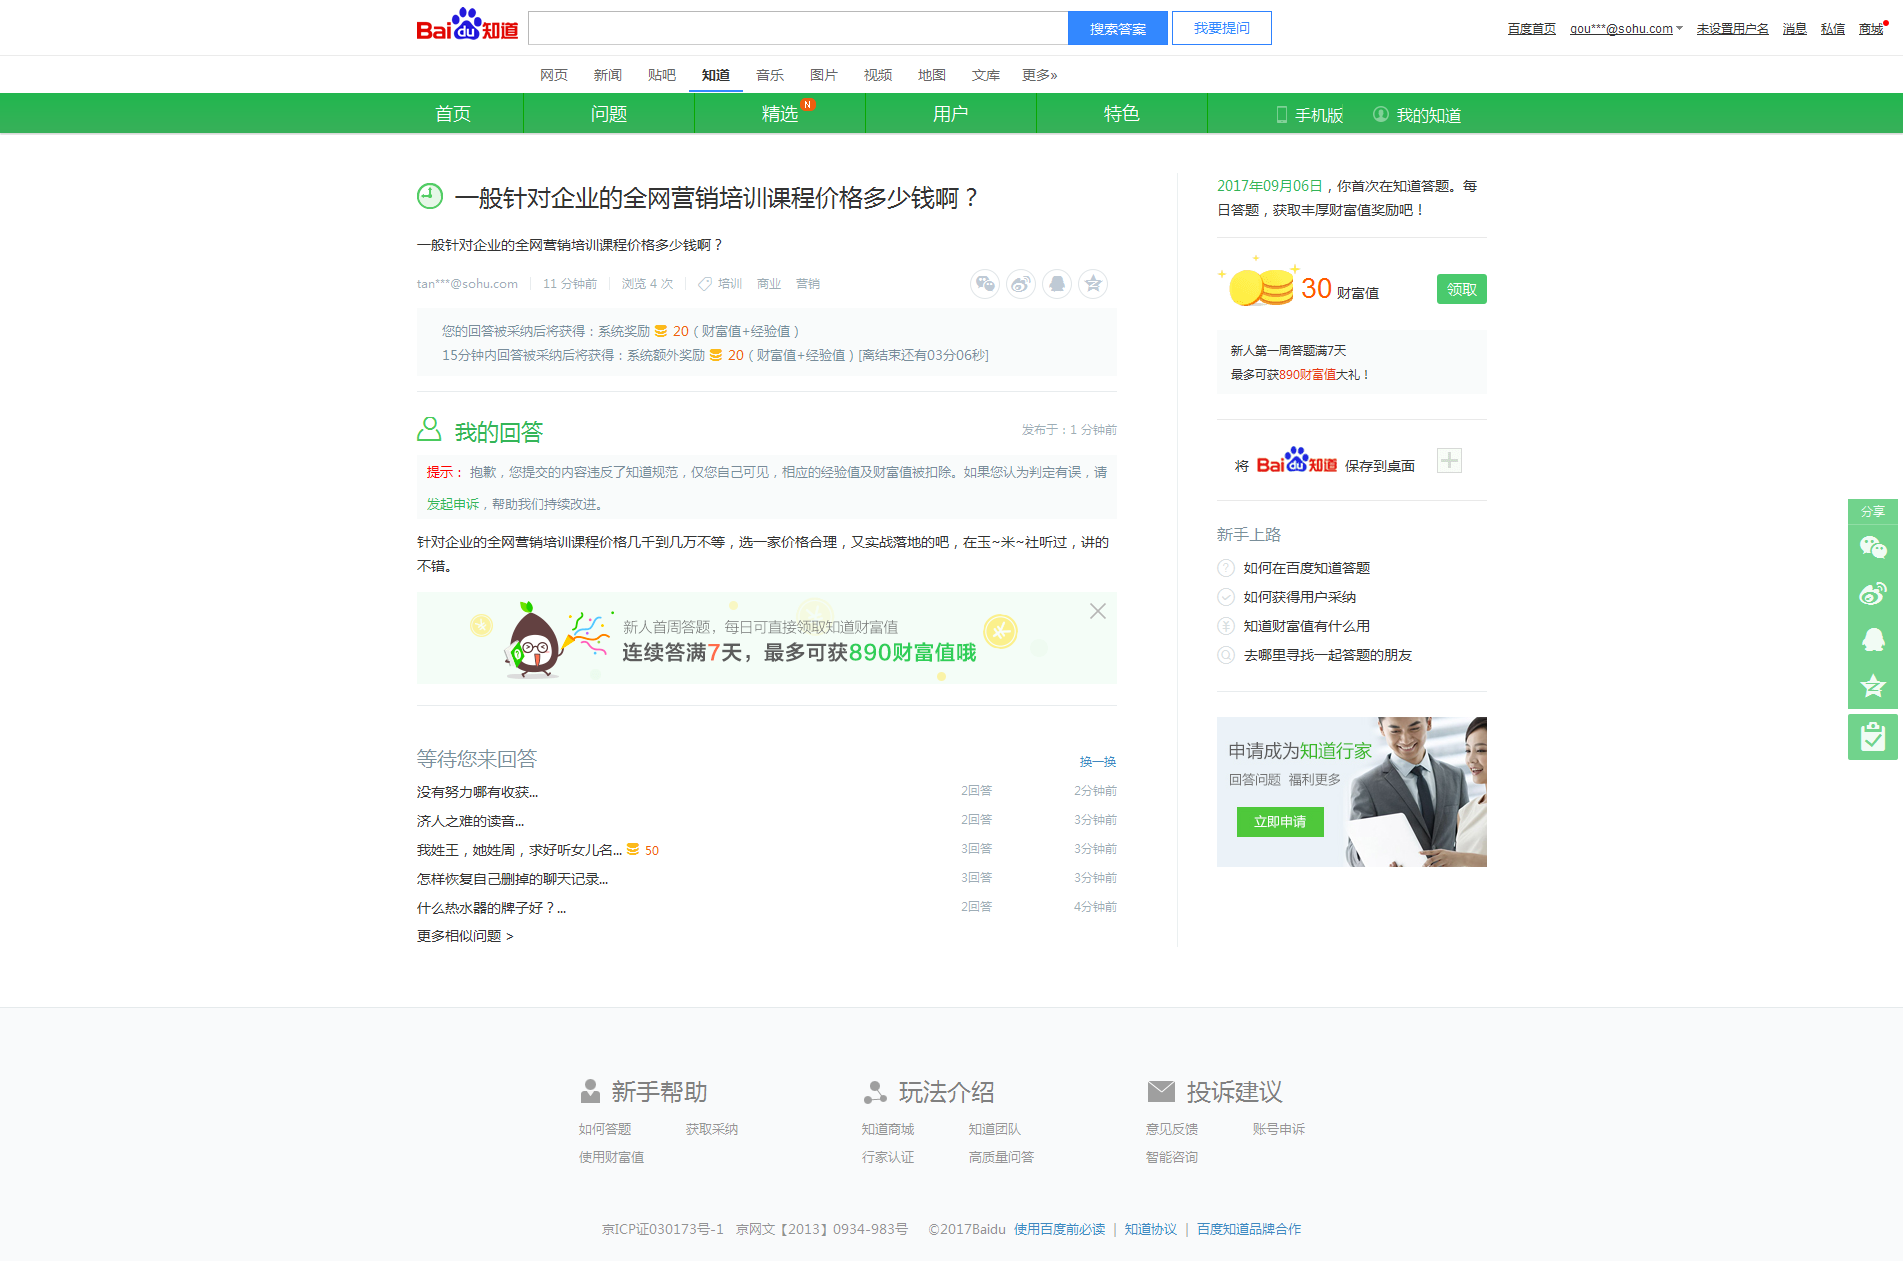 Bai du 知道
搜索答案
我要提问
百度首页
gou***@sohu.com
未设置用户名
消息
私信
商城
网页
新闻
贴吧
知道
音乐
图片
视频
地图
文库
更多»
首页
问题
精选
N
用户
特色
手机版
我的知道
一般针对企业的全网营销培训课程价格多少钱啊？
一般针对企业的全网营销培训课程价格多少钱啊？
tan***@sohu.com
11 分钟前
浏览 4 次
培训
商业
营销
您的回答被采纳后将获得：系统奖励 20（财富值+经验值）
15分钟内回答被采纳后将获得：系统额外奖励 20（财富值+经验值）[离结束还有03分06秒]
我的回答
发布于：1 分钟前
提示： 抱歉，您提交的内容违反了知道规范，仅您自己可见，相应的经验值及财富值被扣除。如果您认为判定有误，请
发起申诉，帮助我们持续改进。
针对企业的全网营销培训课程价格几千到几万不等，选一家价格合理，又实战落地的吧，在玉~米~社听过，讲的
不错。
新人首周答题，每日可直接领取知道财富值
连续答满7天，最多可获890财富值哦
等待您来回答
换一换
没有努力哪有收获...
2回答
2分钟前
济人之难的读音...
2回答
3分钟前
我姓王，她姓周，求好听女儿名... 50
3回答
3分钟前
怎样恢复自己删掉的聊天记录...
3回答
3分钟前
什么热水器的牌子好？...
2回答
4分钟前
更多相似问题 >
2017年09月06日，你首次在知道答题。每
日答题，获取丰厚财富值奖励吧！
30 财富值
领取
新人第一周答题满7天
最多可获890财富值大礼！
将 Bai du 知道 保存到桌面
新手上路
如何在百度知道答题
如何获得用户采纳
知道财富值有什么用
去哪里寻找一起答题的朋友
申请成为知道行家
回答问题 福利更多
立即申请
分享
新手帮助
如何答题
获取采纳
使用财富值
玩法介绍
知道商城
知道团队
行家认证
高质量问答
投诉建议
意见反馈
账号申诉
智能咨询
京ICP证030173号-1 京网文【2013】0934-983号 ©2017Baidu 使用百度前必读 | 知道协议 | 百度知道品牌合作